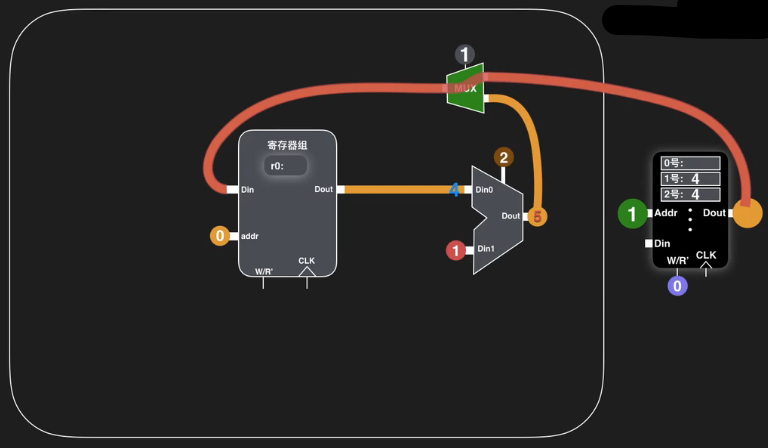 1
MUX
寄存器组
r0:
Din
Dout
0
addr
CLK
W/R'
2
4
Din0
Dout
5
1
Din1
0号:
1号: 4
2号: 4
1
Addr
Dout
Din
W/R'
CLK
0